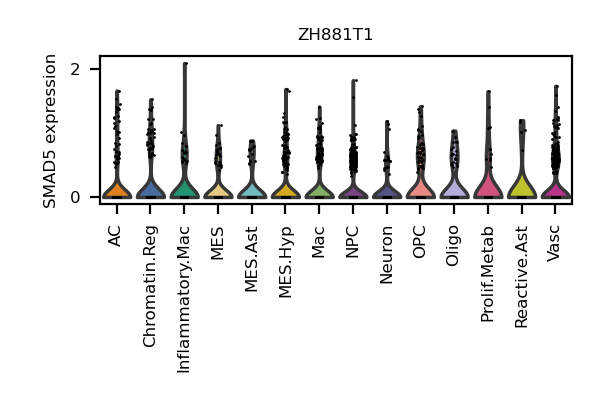 ZH881T1
SMAD5 expression
2
0
AC
Chromatin.Reg
Inflammatory.Mac
MES
MES.Ast
MES.Hyp
Mac
NPC
Neuron
OPC
Oligo
Prolif.Metab
Reactive.Ast
Vasc